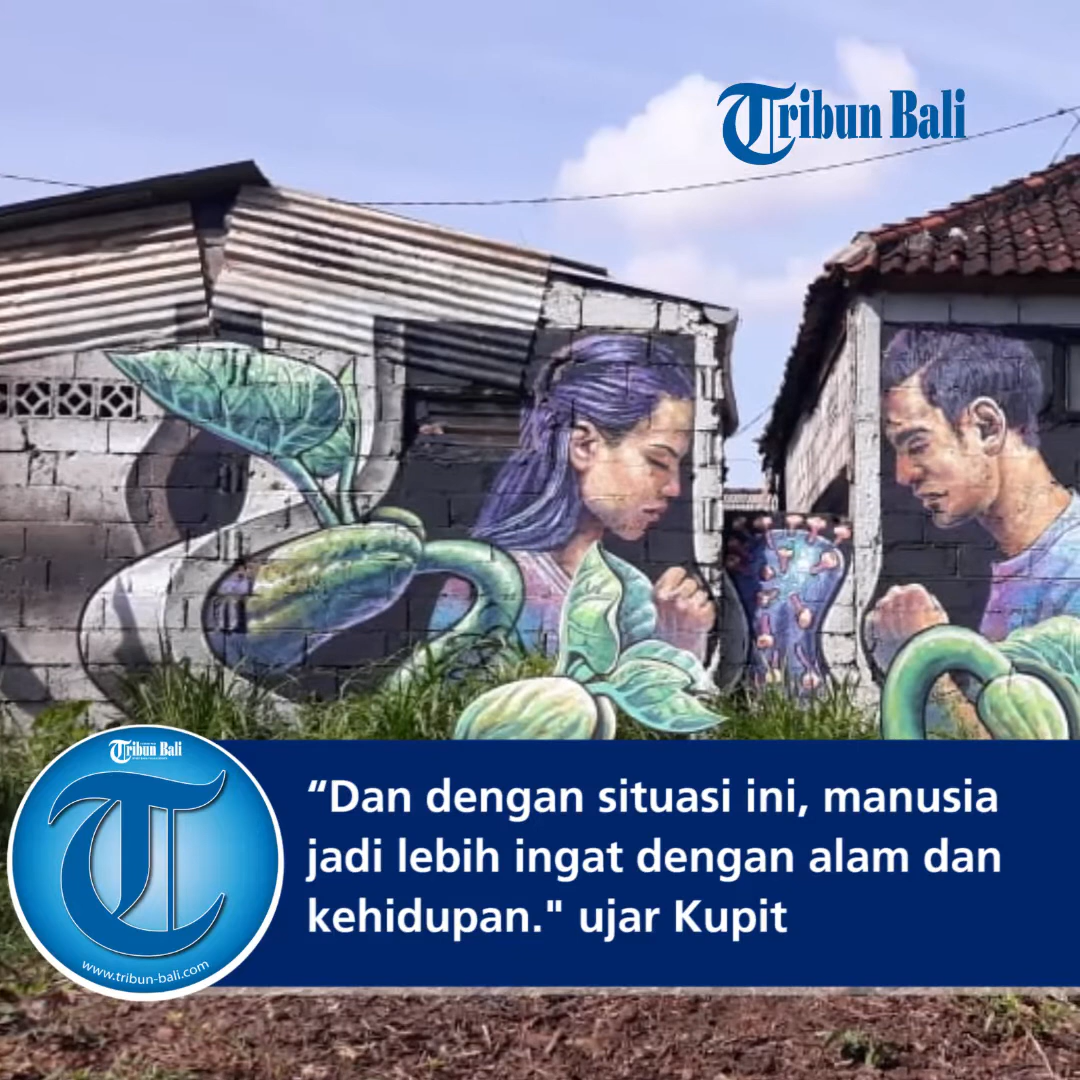 Tribun Bali
Tribun Bali
“Dan dengan situasi ini, manusia
jadi lebih ingat dengan alam dan
kehidupan." ujar Kupit
T
www.tribun-bali.com